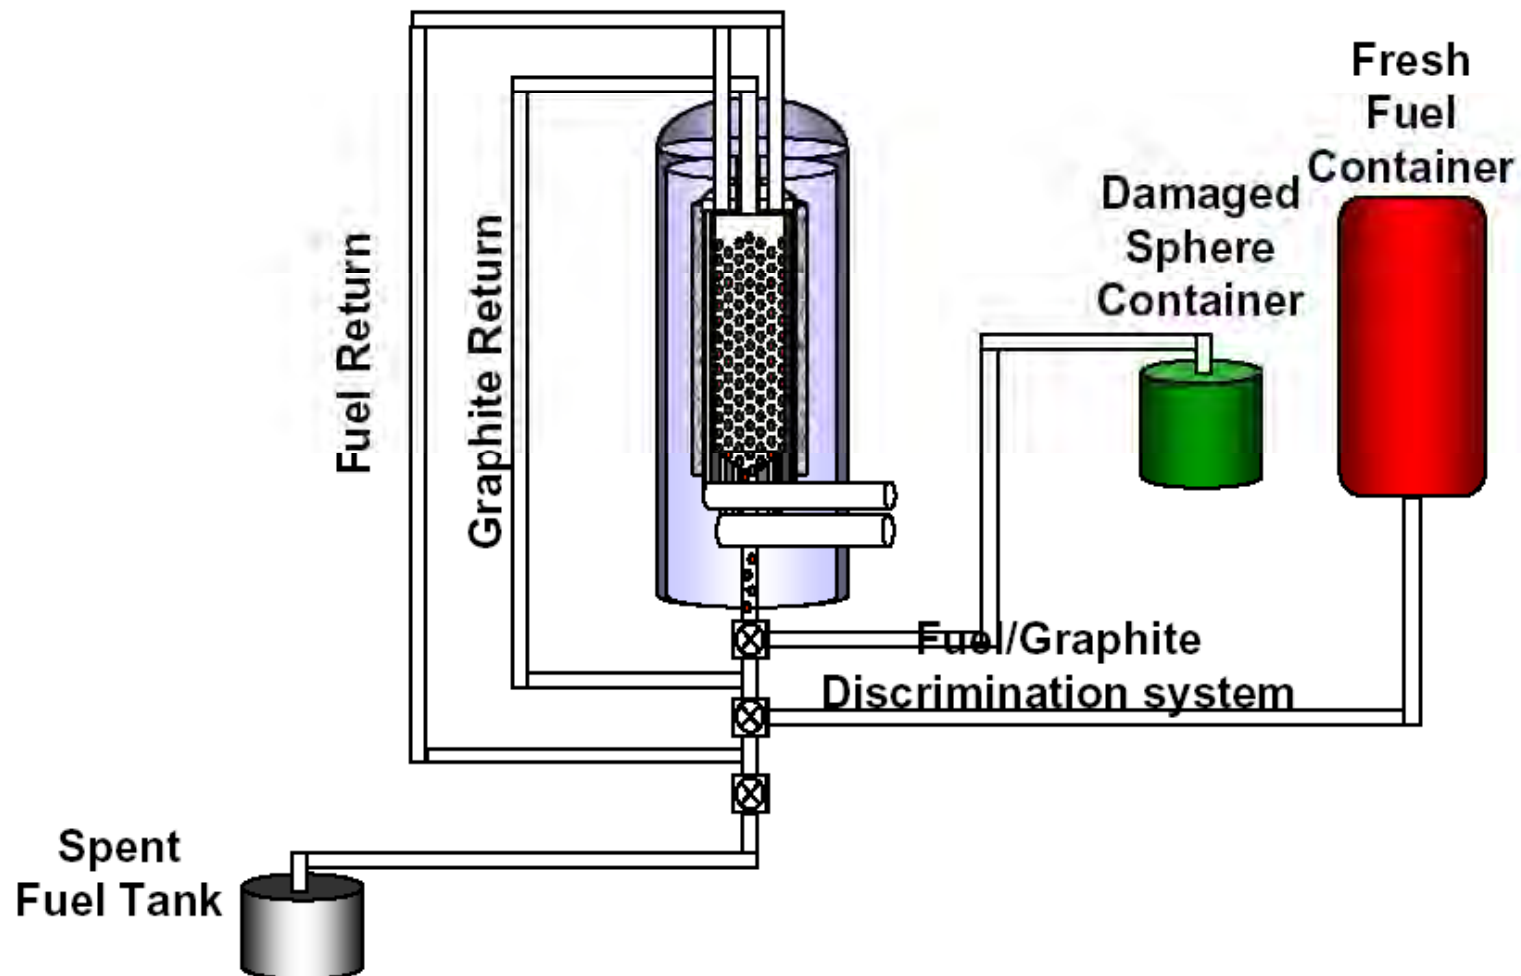 Fresh
Fuel
Container
Damaged
Sphere
Container
Fuel Return
Graphite Return
Fuel/Graphite
Discrimination system
Spent
Fuel Tank